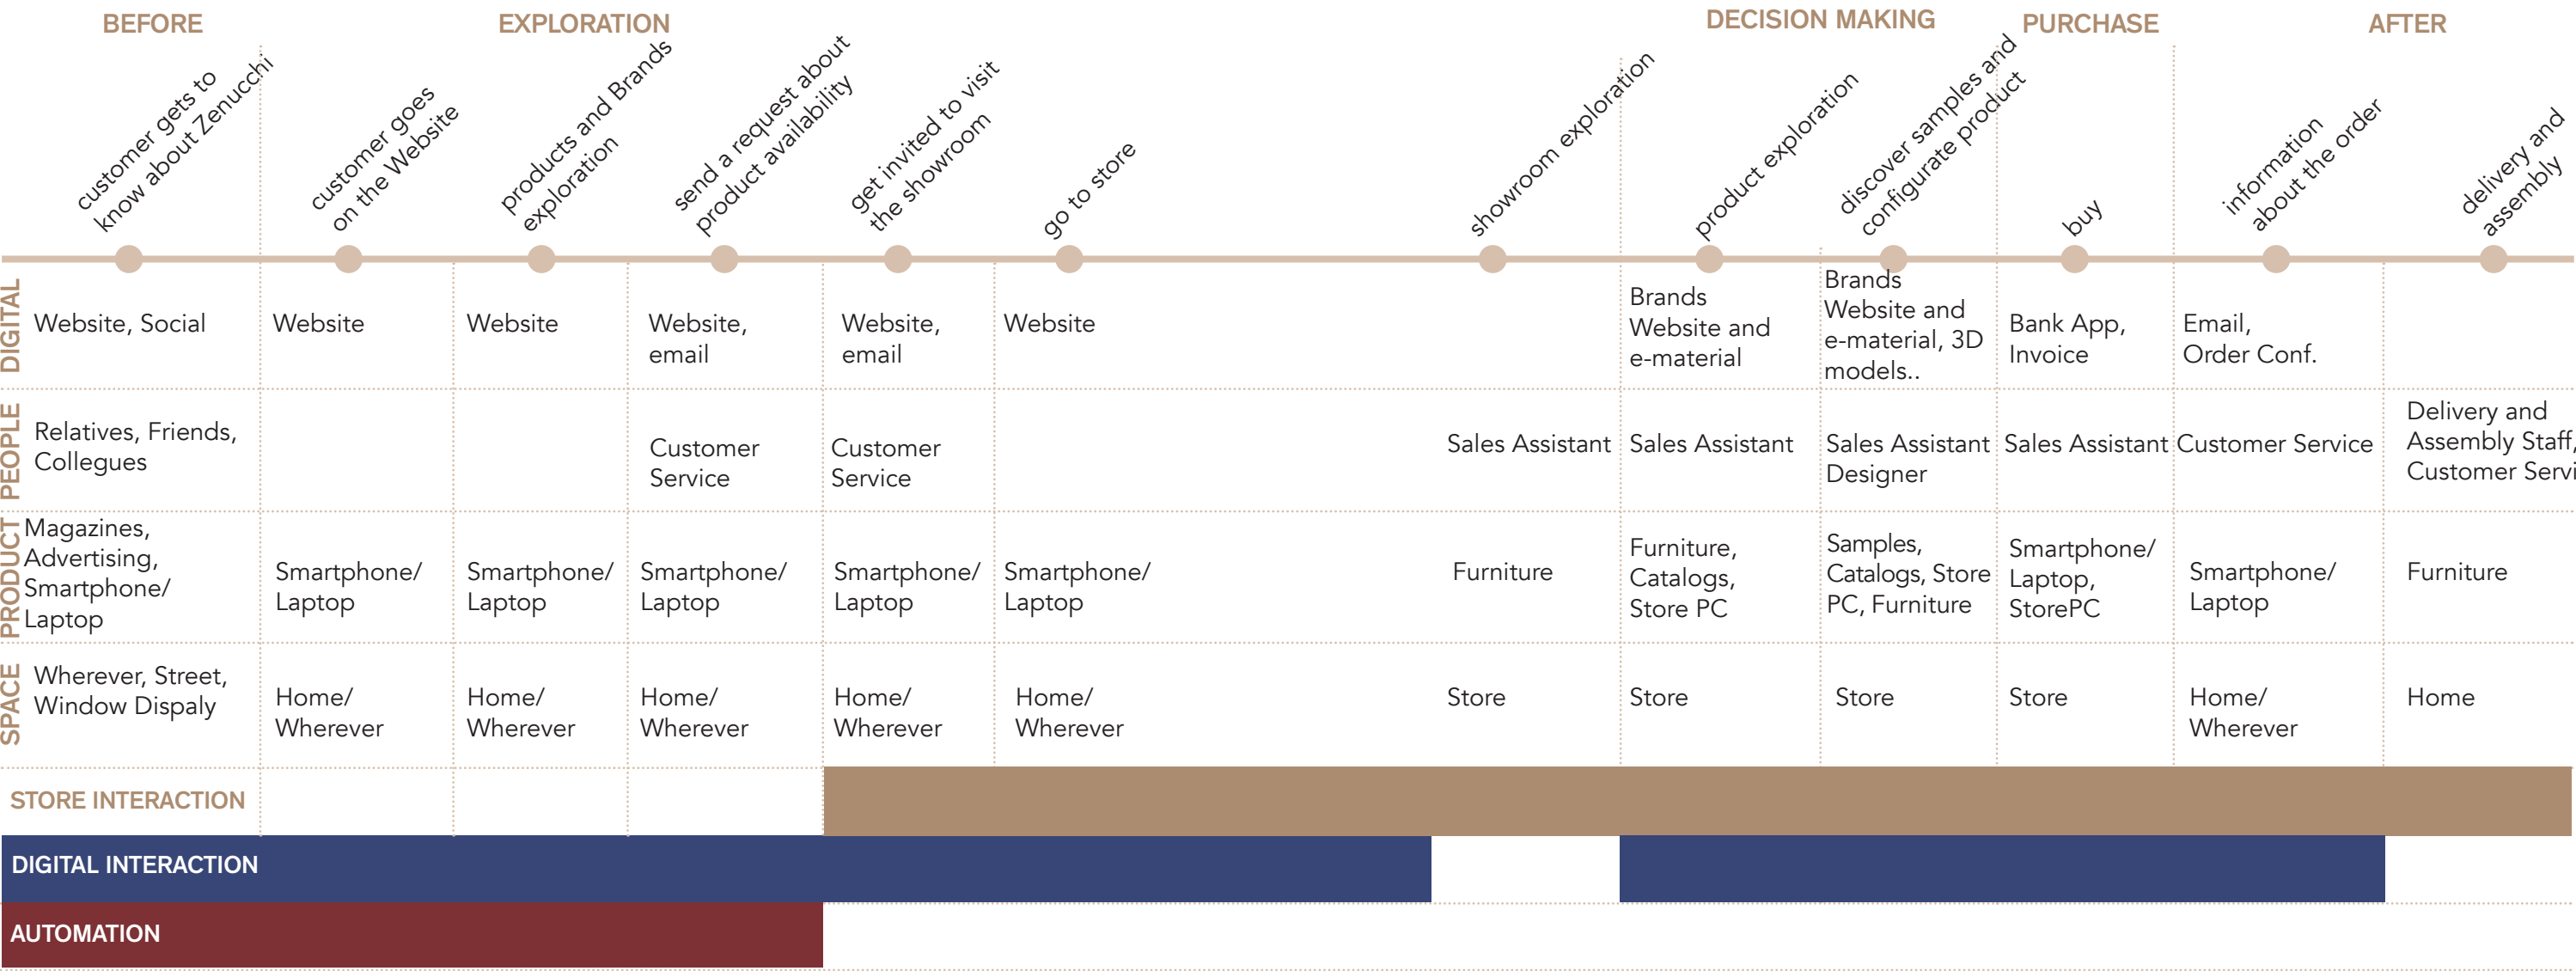 BEFORE
EXPLORATION
DECISION MAKING
PURCHASE
AFTER
customer gets to
know about Zenucchi
customer goes
on the Website
products and Brands
exploration
send a request about
product availability
get invited to visit
the showroom
go to store
showroom exploration
product exploration
discover samples and
configurate product
buy
information
about the order
delivery and
assembly
DIGITAL
Website, Social
Website
Website
Website,
email
Website,
email
Website
Brands
Website and
e-material
Brands
Website and
e-material, 3D
models..
Bank App,
Invoice
Email,
Order Conf.
PEOPLE
Relatives, Friends,
Collegues
Customer
Service
Customer
Service
Sales Assistant
Sales Assistant
Sales Assistant
Designer
Sales Assistant
Customer Service
Delivery and
Assembly Staff,
Customer Servi
PRODUCT
Magazines,
Advertising,
Smartphone/
Laptop
Smartphone/
Laptop
Smartphone/
Laptop
Smartphone/
Laptop
Smartphone/
Laptop
Smartphone/
Laptop
Furniture
Furniture,
Catalogs,
Store PC
Samples,
Catalogs, Store
PC, Furniture
Smartphone/
Laptop,
StorePC
Smartphone/
Laptop
Furniture
SPACE
Wherever, Street,
Window Dispaly
Home/
Wherever
Home/
Wherever
Home/
Wherever
Home/
Wherever
Home/
Wherever
Store
Store
Store
Store
Home/
Wherever
Home
STORE INTERACTION
DIGITAL INTERACTION
AUTOMATION